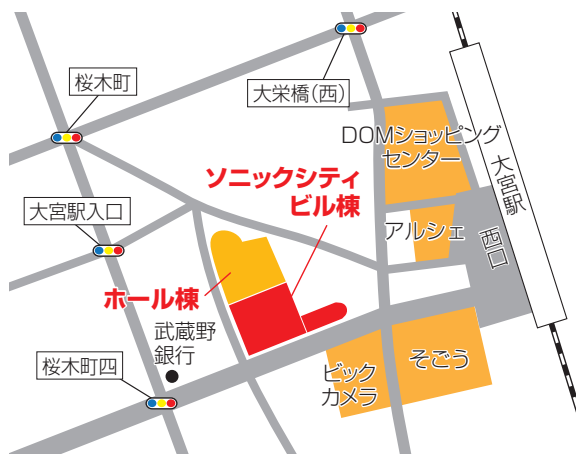 桜木町
大栄橋(西)
DOMショッピング
センター
大宮駅
西口
ソニックシティ
ビル棟
大宮駅入口
アルシェ
ホール棟
武蔵野
銀行
桜木町四
ビック
カメラ
そごう